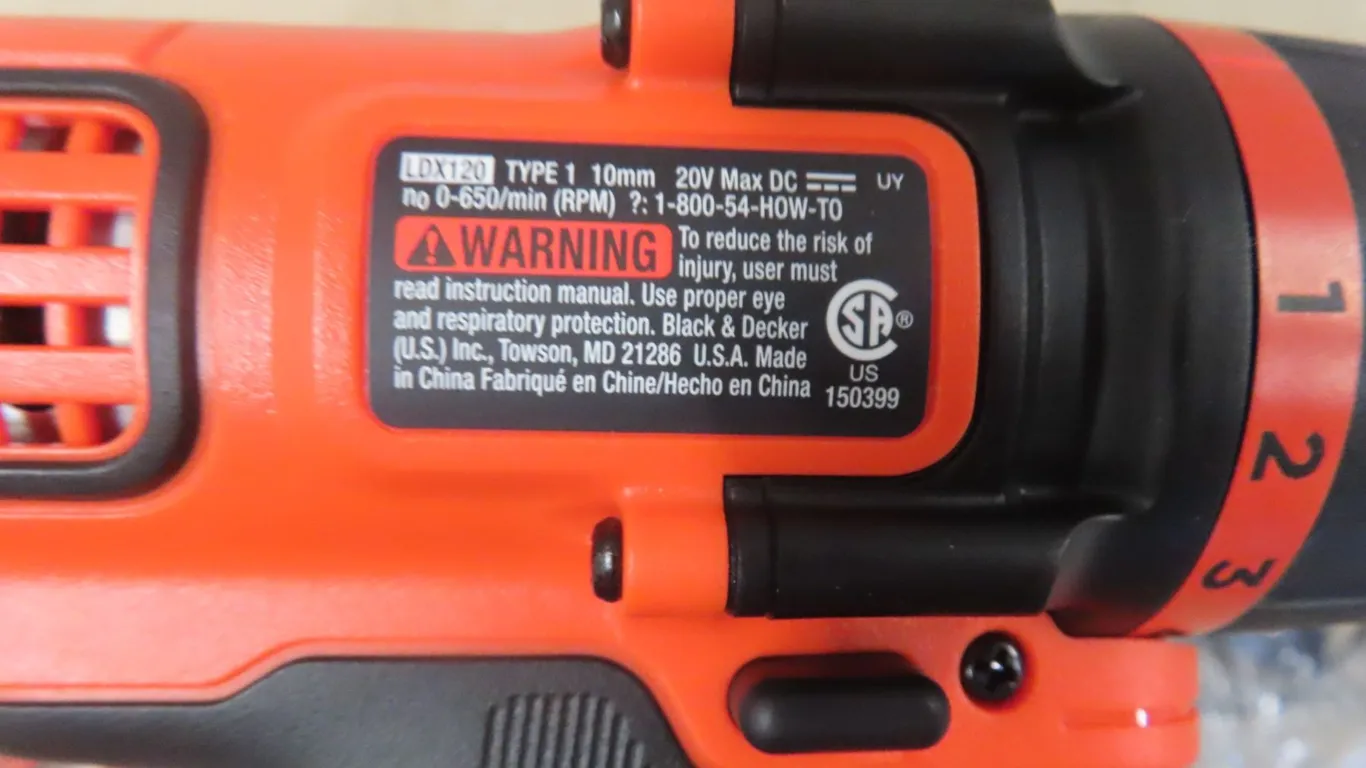 LDX120 TYPE 1 10mm 20V Max DC UY
no 0-650/min (RPM) ?: 1-800-54-HOW-TO
WARNING To reduce the risk of
injury, user must
read instruction manual. Use proper eye
and respiratory protection. Black & Decker
(U.S.) Inc., Towson, MD 21286 U.S.A. Made
in China Fabriqué en Chine/Hecho en China
SA ®
US
150399
1
2
3